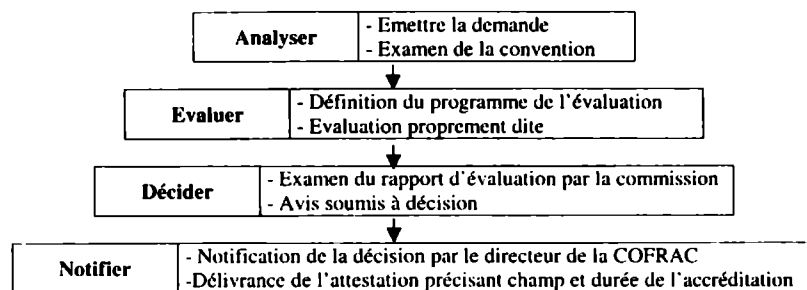 Analyser
- Emettre la demande
- Examen de la convention
Evaluer
- Définition du programme de l'évaluation
- Evaluation proprement dite
Décider
- Examen du rapport d'évaluation par la commission
- Avis soumis à décision
Notifier
- Notification de la décision par le directeur de la COFRAC
-Délivrance de l'attestation précisant champ et durée de l'accréditation